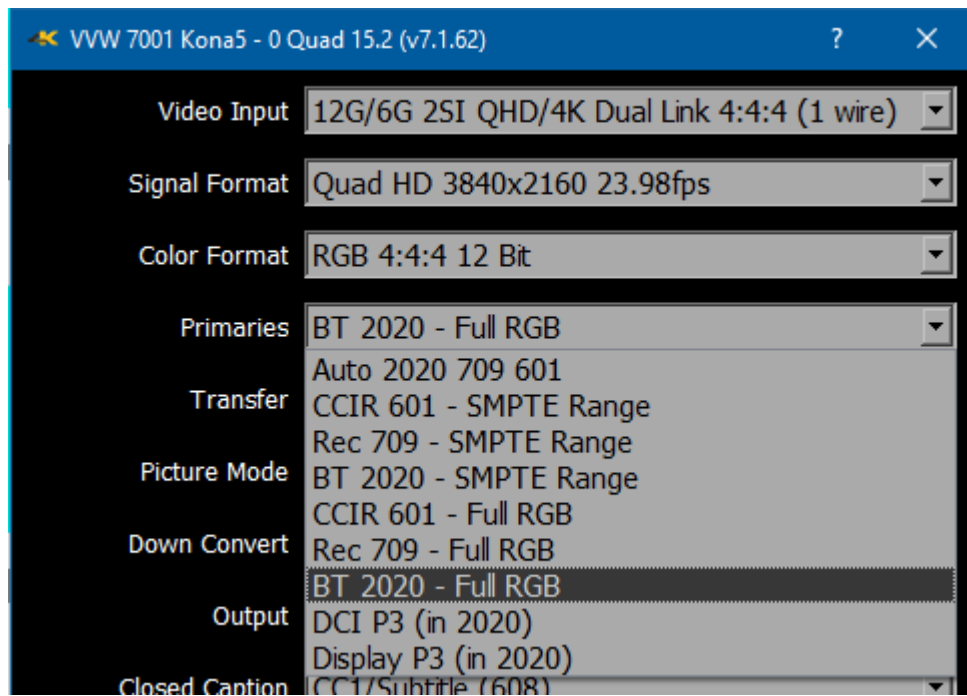 VVW 7001 Kona5 - 0 Quad 15.2 (v7.1.62) ? ×
Video Input 12G/6G 2SI QHD/4K Dual Link 4:4:4 (1 wire)
Signal Format Quad HD 3840x2160 23.98fps
Color Format RGB 4:4:4 12 Bit
Primaries BT 2020 - Full RGB
Auto 2020 709 601
Transfer
CCIR 601 - SMPTE Range
Rec 709 - SMPTE Range
Picture Mode
BT 2020 - SMPTE Range
CCIR 601 - Full RGB
Down Convert
Rec 709 - Full RGB
BT 2020 - Full RGB
Output
DCI P3 (in 2020)
Display P3 (in 2020)
Closed Caption CC1/Subtitle (608)